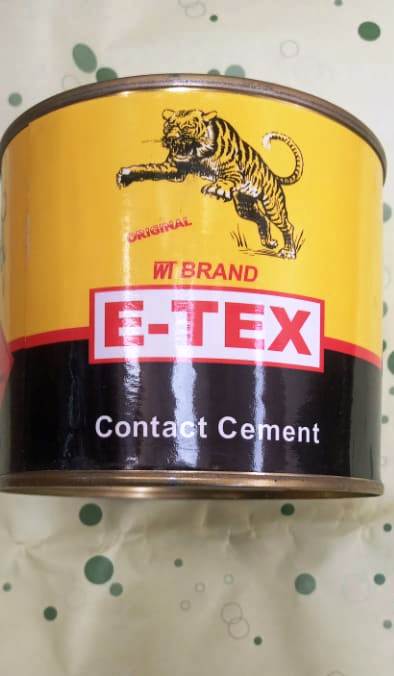 ORIGINAL
WT BRAND
E-TEX
Contact Cement